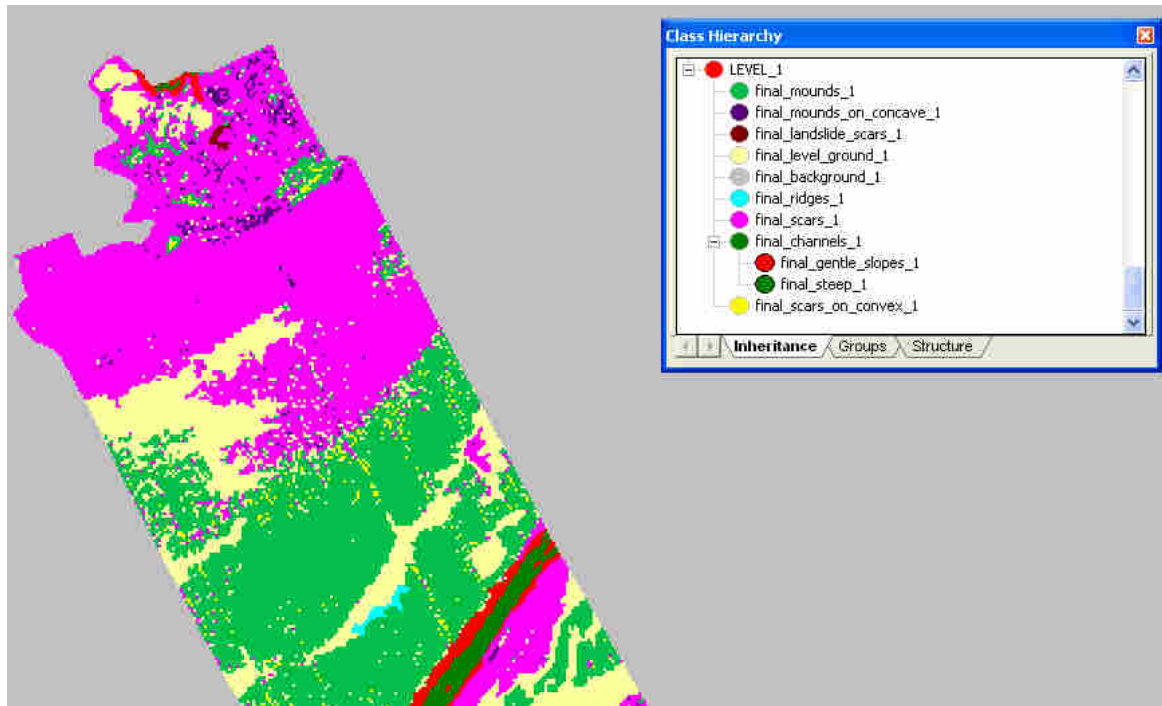 Class Hierarchy
LEVEL_1
final_mounds_1
final_mounds_on_concave_1
final_landslide_scars_1
final_level_ground_1
final_background_1
final_ridges_1
final_scars_1
final_channels_1
final_gentle_slopes_1
final_steep_1
final_scars_on_convex_1
Inheritance Groups Structure